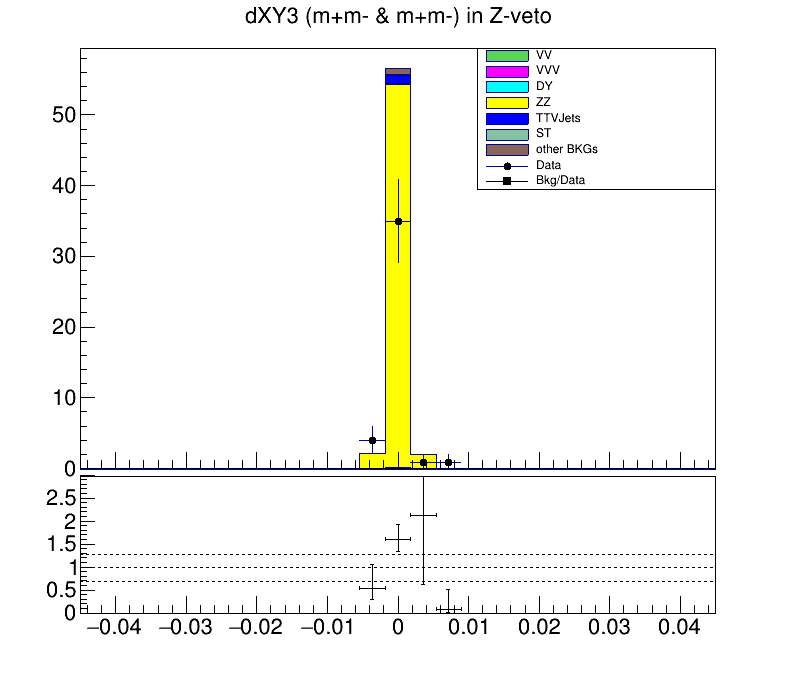 dXY3 (m+m- & m+m-) in Z-veto
VV
VVV
DY
ZZ
TTVJets
ST
other BKGs
Data
Bkg/Data
50
40
30
20
10
0
2.5
2
1.5
1
0.5
0
−0.04 −0.03 −0.02 −0.01 0 0.01 0.02 0.03 0.04